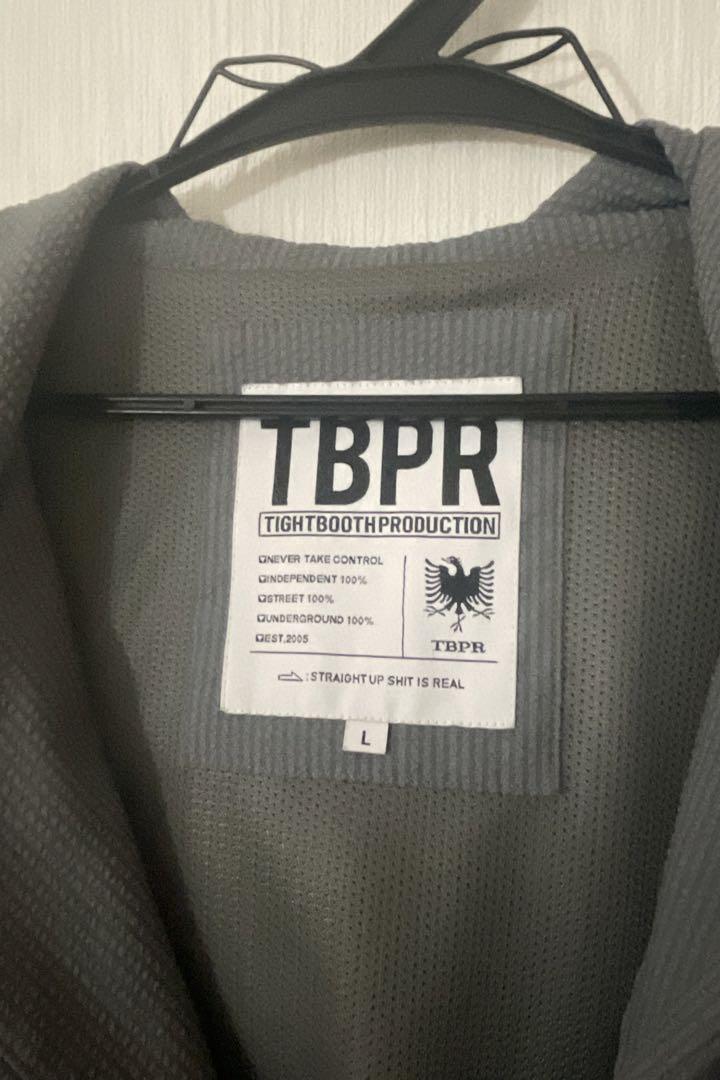 TBPR
TIGHTBOOTHPRODUCTION
NEVER TAKE CONTROL
INDEPENDENT 100%
STREET 100%
UNDERGROUND 100%
EST.2005
TBPR
:STRAIGHT UP SHIT IS REAL
L